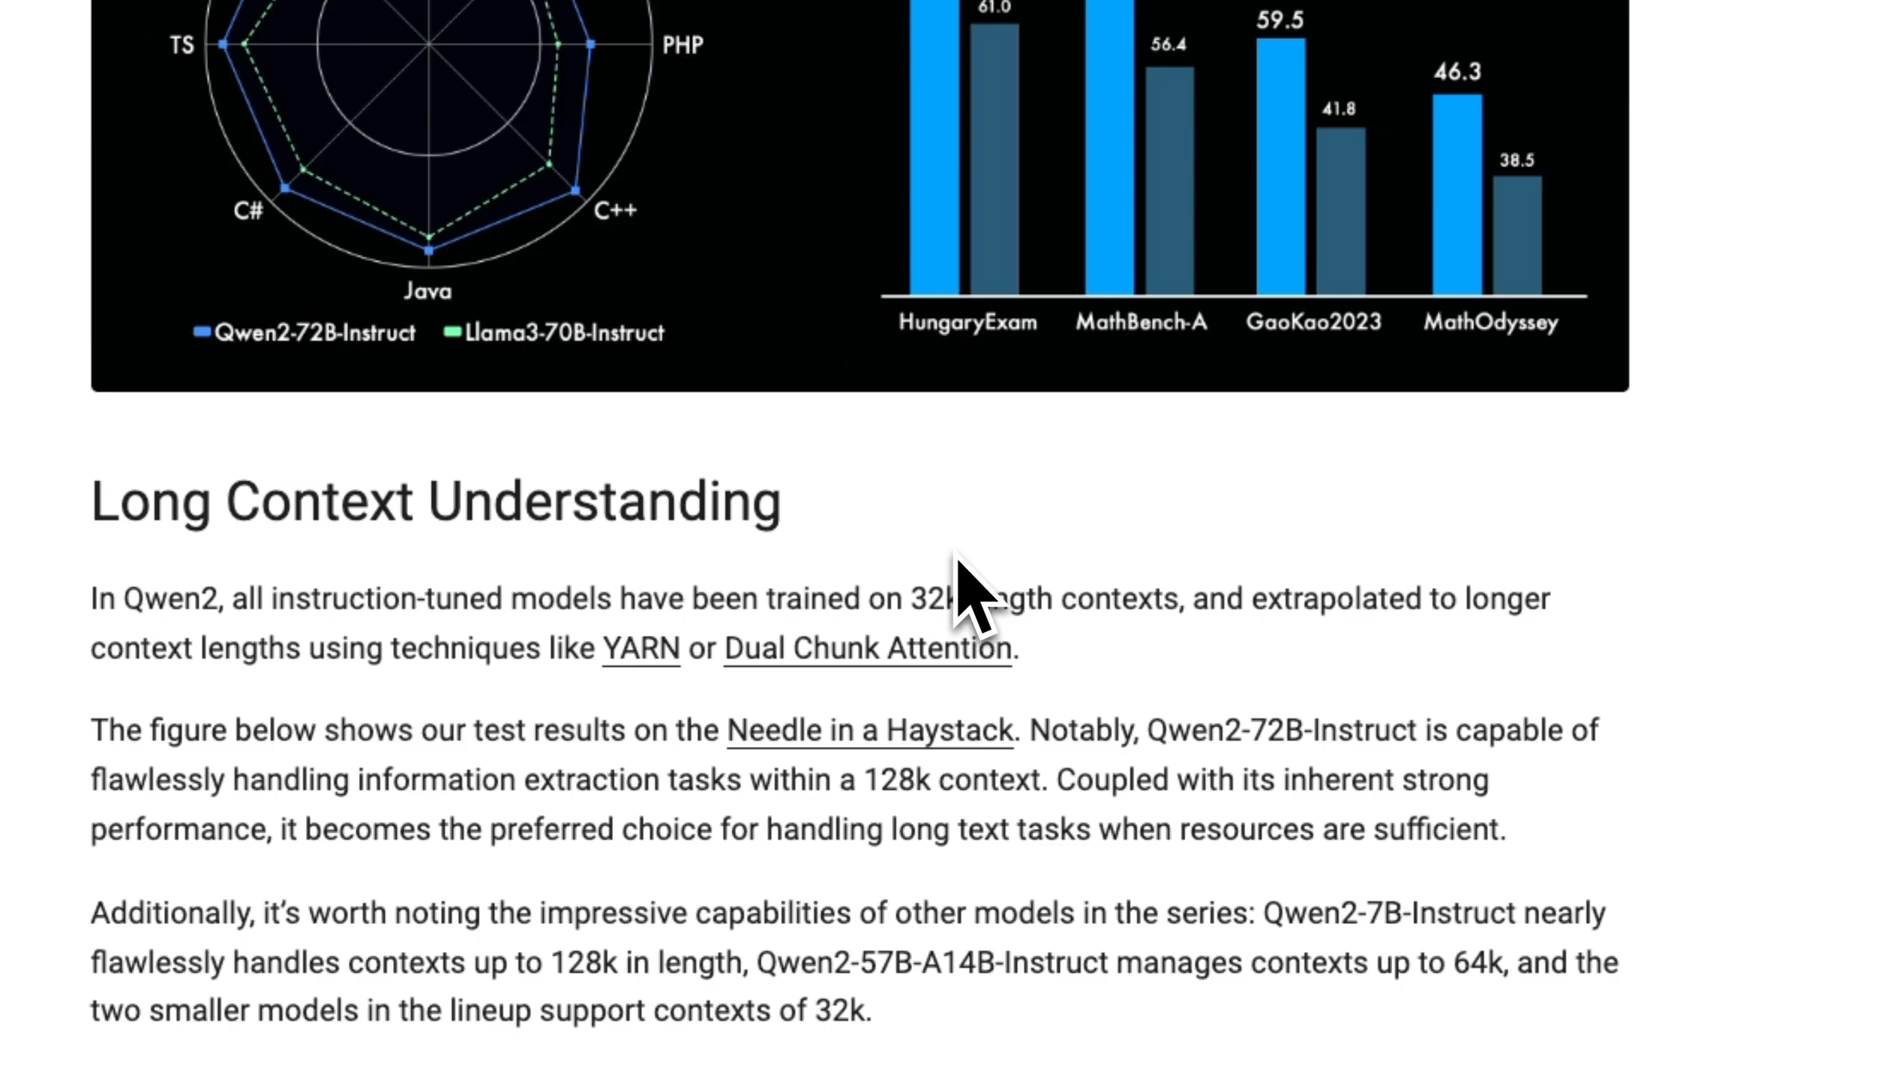 TS
PHP
C#
C++
Java
Qwen2-72B-Instruct
Llama3-70B-Instruct
61.0
56.4
59.5
41.8
46.3
38.5
HungaryExam
MathBench-A
GaoKao2023
MathOdyssey
Long Context Understanding
In Qwen2, all instruction-tuned models have been trained on contexts, and extrapolated to longer
context lengths using techniques like YARN or Dual Chunk Attention.
The figure below shows our test results on the Needle in a Haystack. Notably, Qwen2-72B-Instruct is capable of
flawlessly handling information extraction tasks within a 128k context. Coupled with its inherent strong
performance, it becomes the preferred choice for handling long text tasks when resources are sufficient.
Additionally, it’s worth noting the impressive capabilities of other models in the series: Qwen2-7B-Instruct nearly
flawlessly handles contexts up to 128k in length, Qwen2-57B-A14B-Instruct manages contexts up to 64k, and the
two smaller models in the lineup support contexts of 32k.